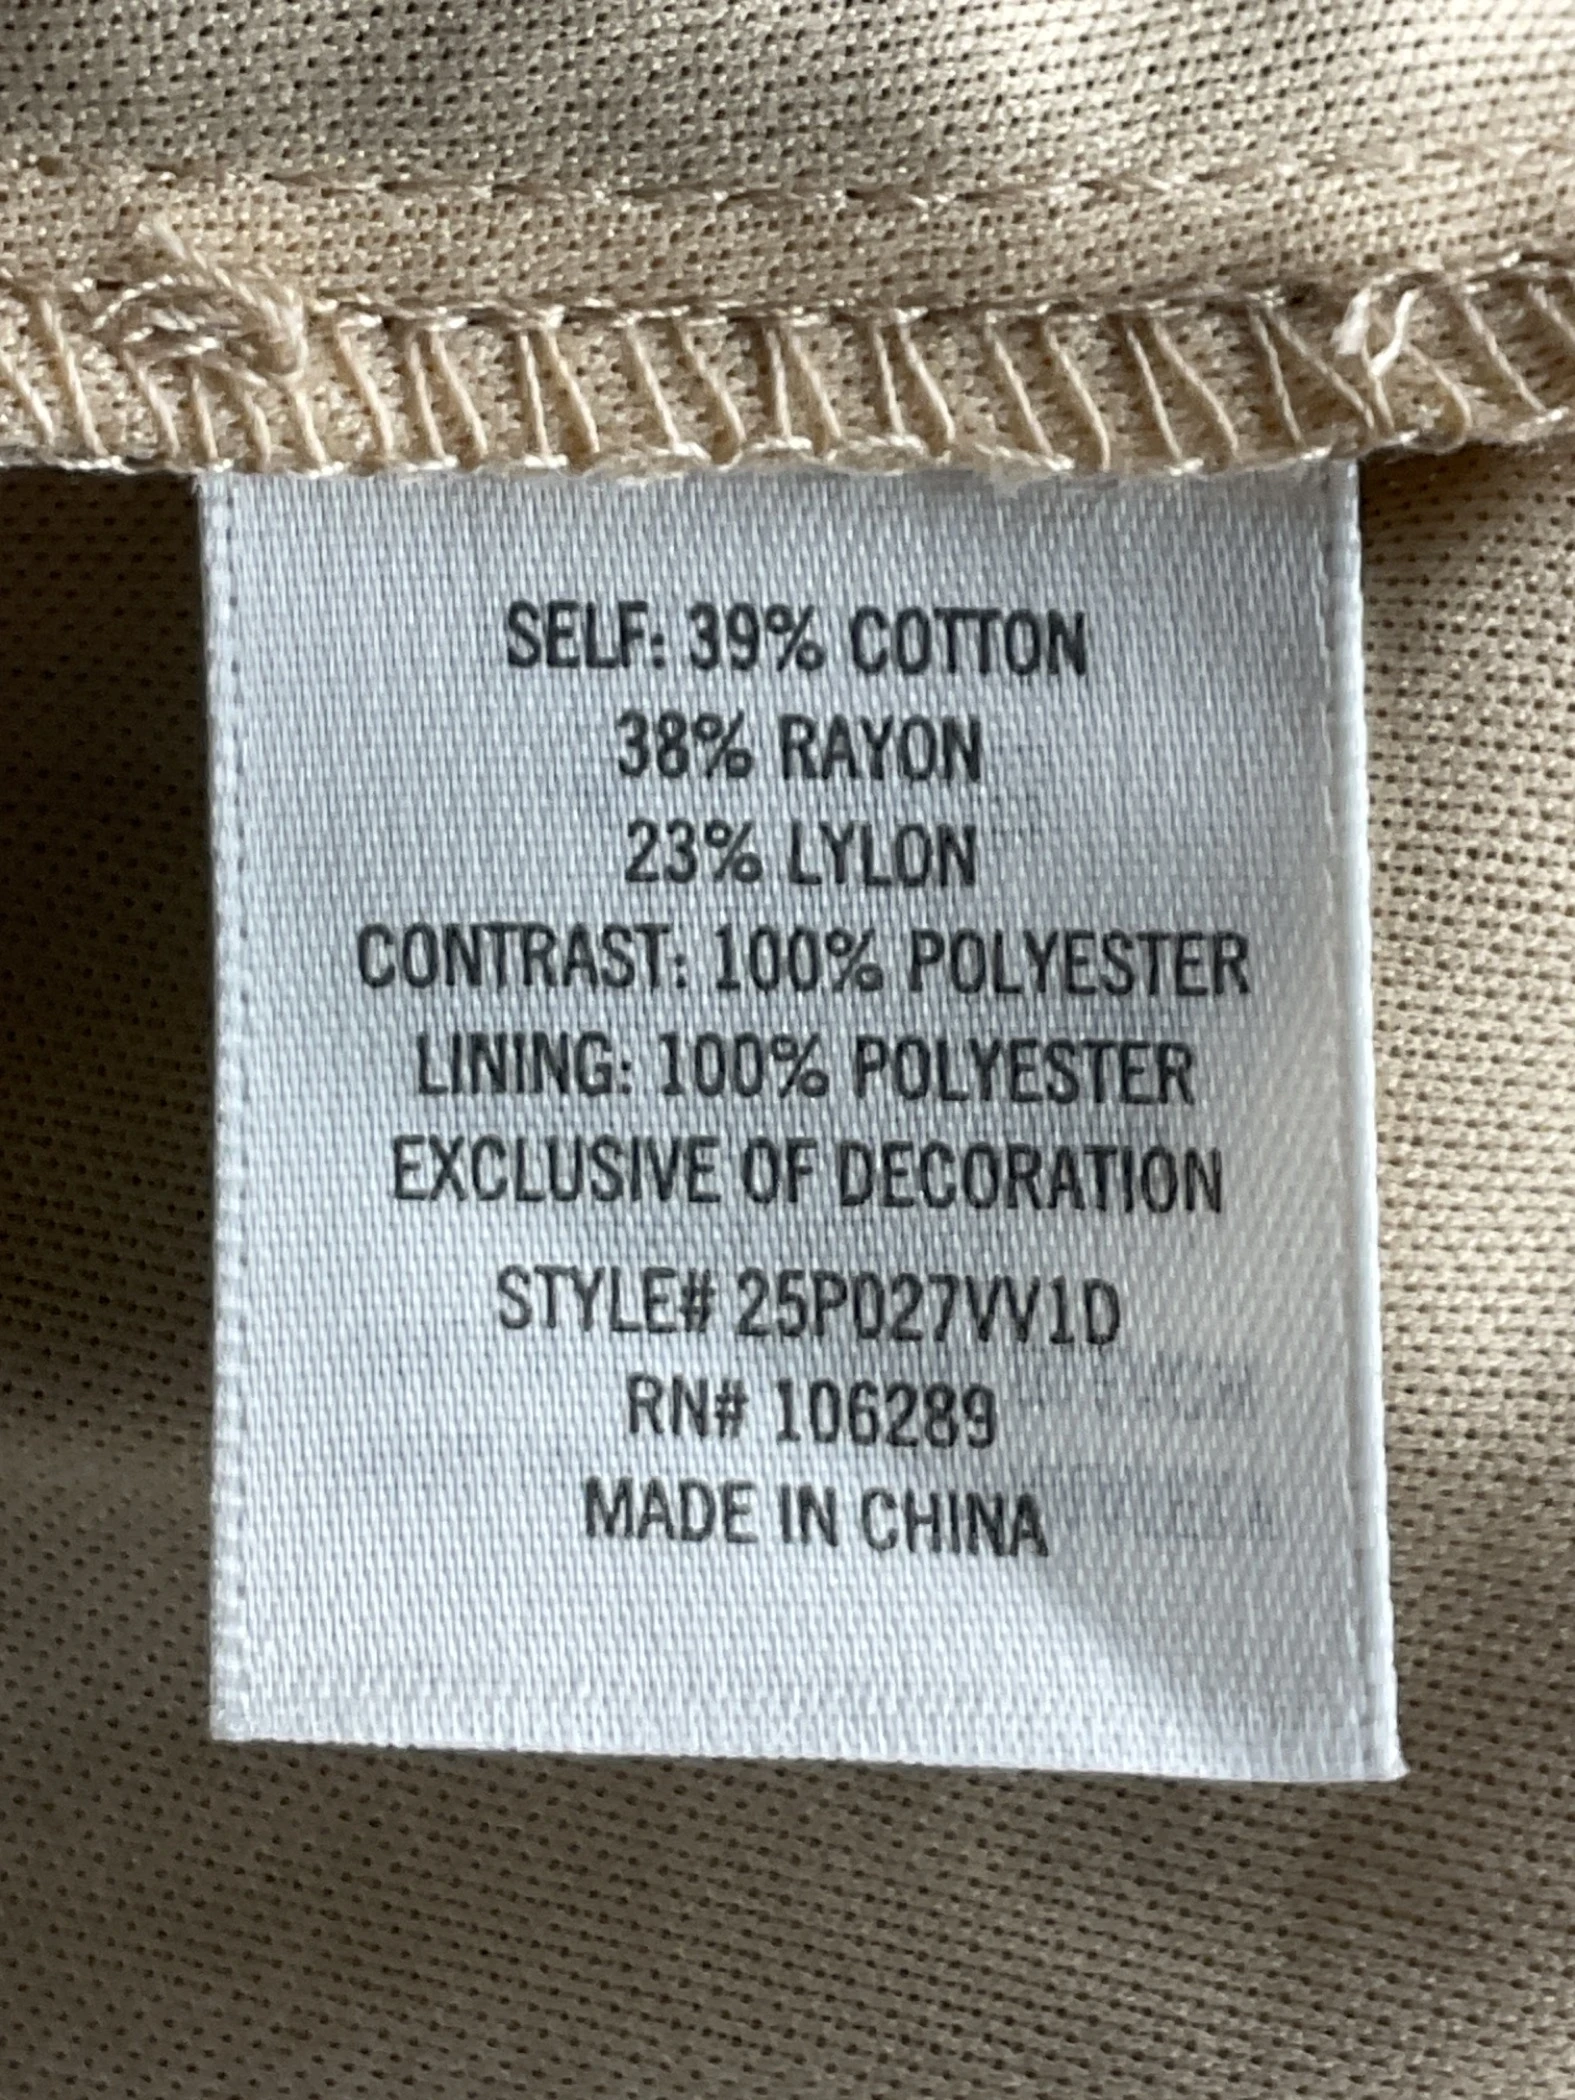 SELF: 39% COTTON
38% RAYON
23% LYLON
CONTRAST: 100% POLYESTER
LINING: 100% POLYESTER
EXCLUSIVE OF DECORATION
STYLE# 25P027VV1D
RN# 106289
MADE IN CHINA